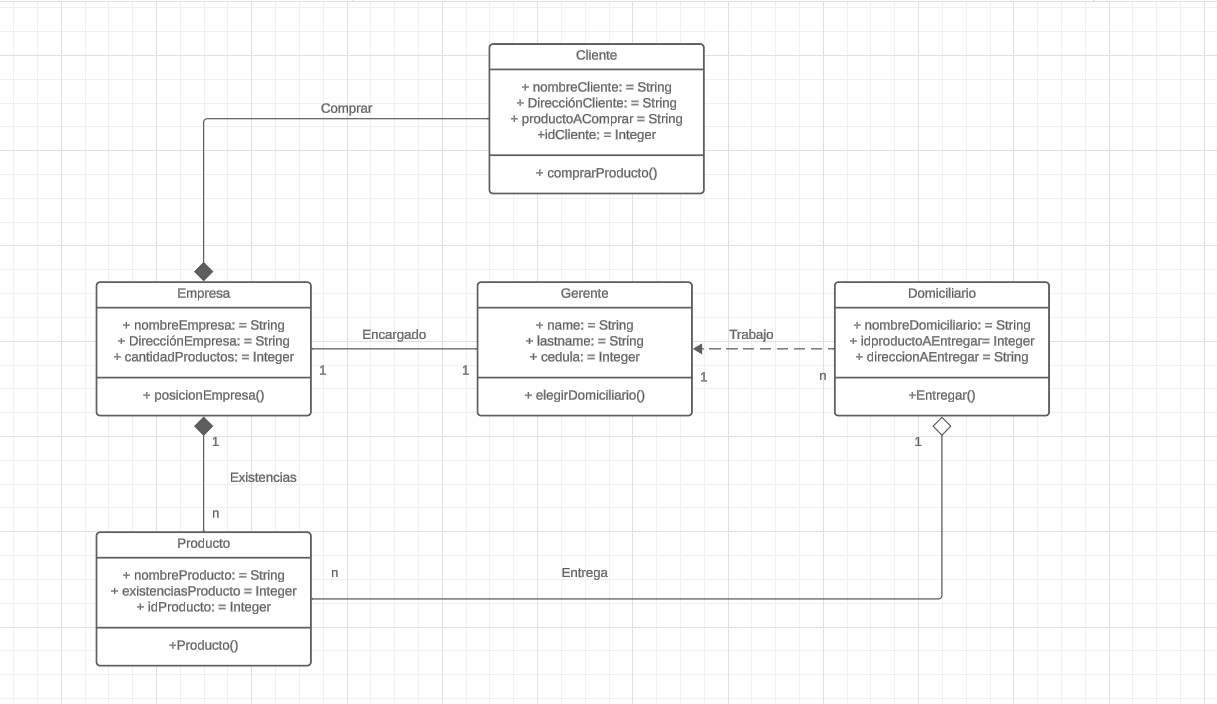 Cliente
+ nombreCliente: = String
+ DirecciónCliente: = String
+ productoAComprar = String
+idCliente: = Integer
+ comprarProducto()
Comprar
Empresa
+ nombreEmpresa: = String
+ DirecciónEmpresa: = String
+ cantidadProductos: = Integer
+ posicionEmpresa()
Encargado
1
1
Gerente
+ name: = String
+ lastname: = String
+ cedula: = Integer
+ elegirDomiciliario()
Trabajo
1
n
Domiciliario
+ nombreDomiciliario: = String
+ idproductoAEntregar= Integer
+ direccionAEntregar = String
+Entregar()
1
1
Existencias
n
Producto
+ nombreProducto: = String
+ existenciasProducto = Integer
+ idProducto: = Integer
+Producto()
n
Entrega